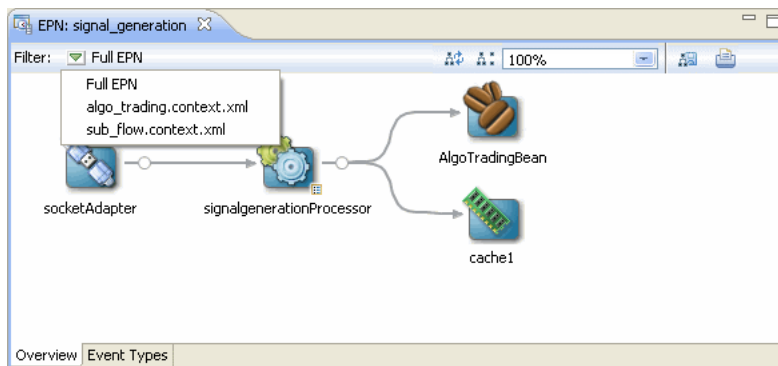 EPN: signal_generation
Filter: Full EPN 100%
Full EPN
algo_trading.context.xml
sub_flow.context.xml
AlgoTradingBean
socketAdapter signalgenerationProcessor
cache1
Overview Event Types